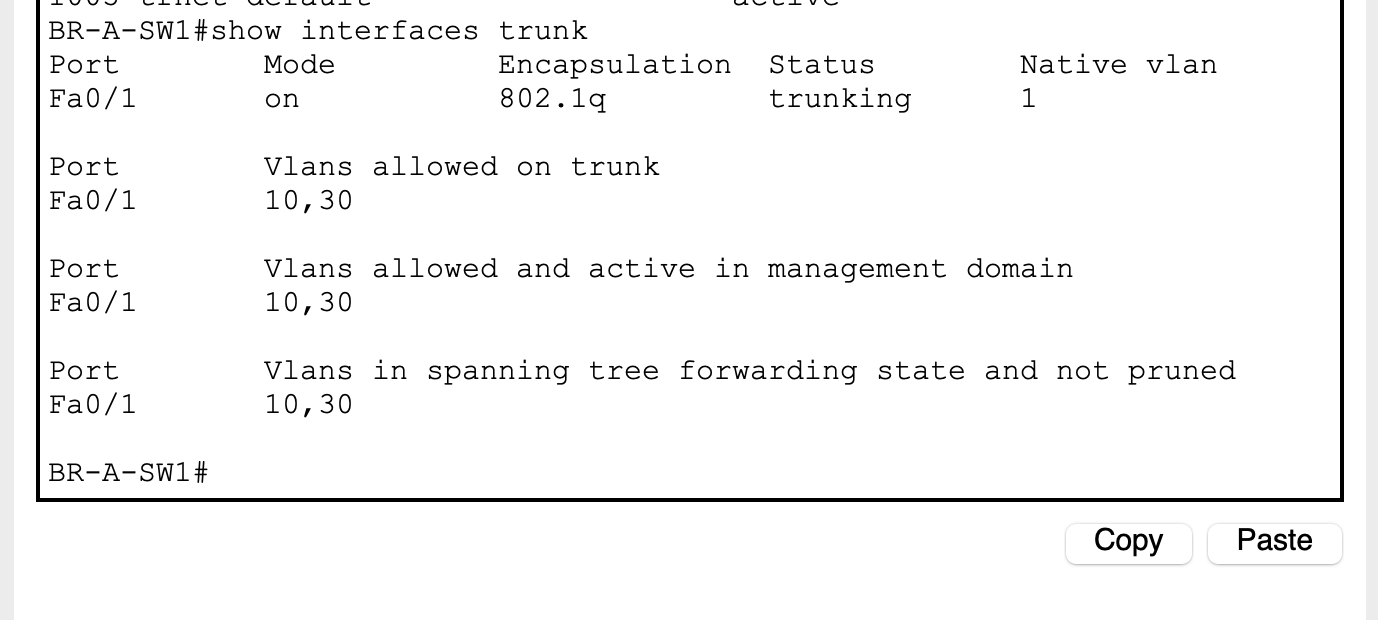 BR-A-SW1#show interfaces trunk
Port        Mode         Encapsulation  Status        Native vlan
Fa0/1       on           802.1q         trunking      1
Port        Vlans allowed on trunk
Fa0/1       10,30
Port        Vlans allowed and active in management domain
Fa0/1       10,30
Port        Vlans in spanning tree forwarding state and not pruned
Fa0/1       10,30
BR-A-SW1#
Copy Paste